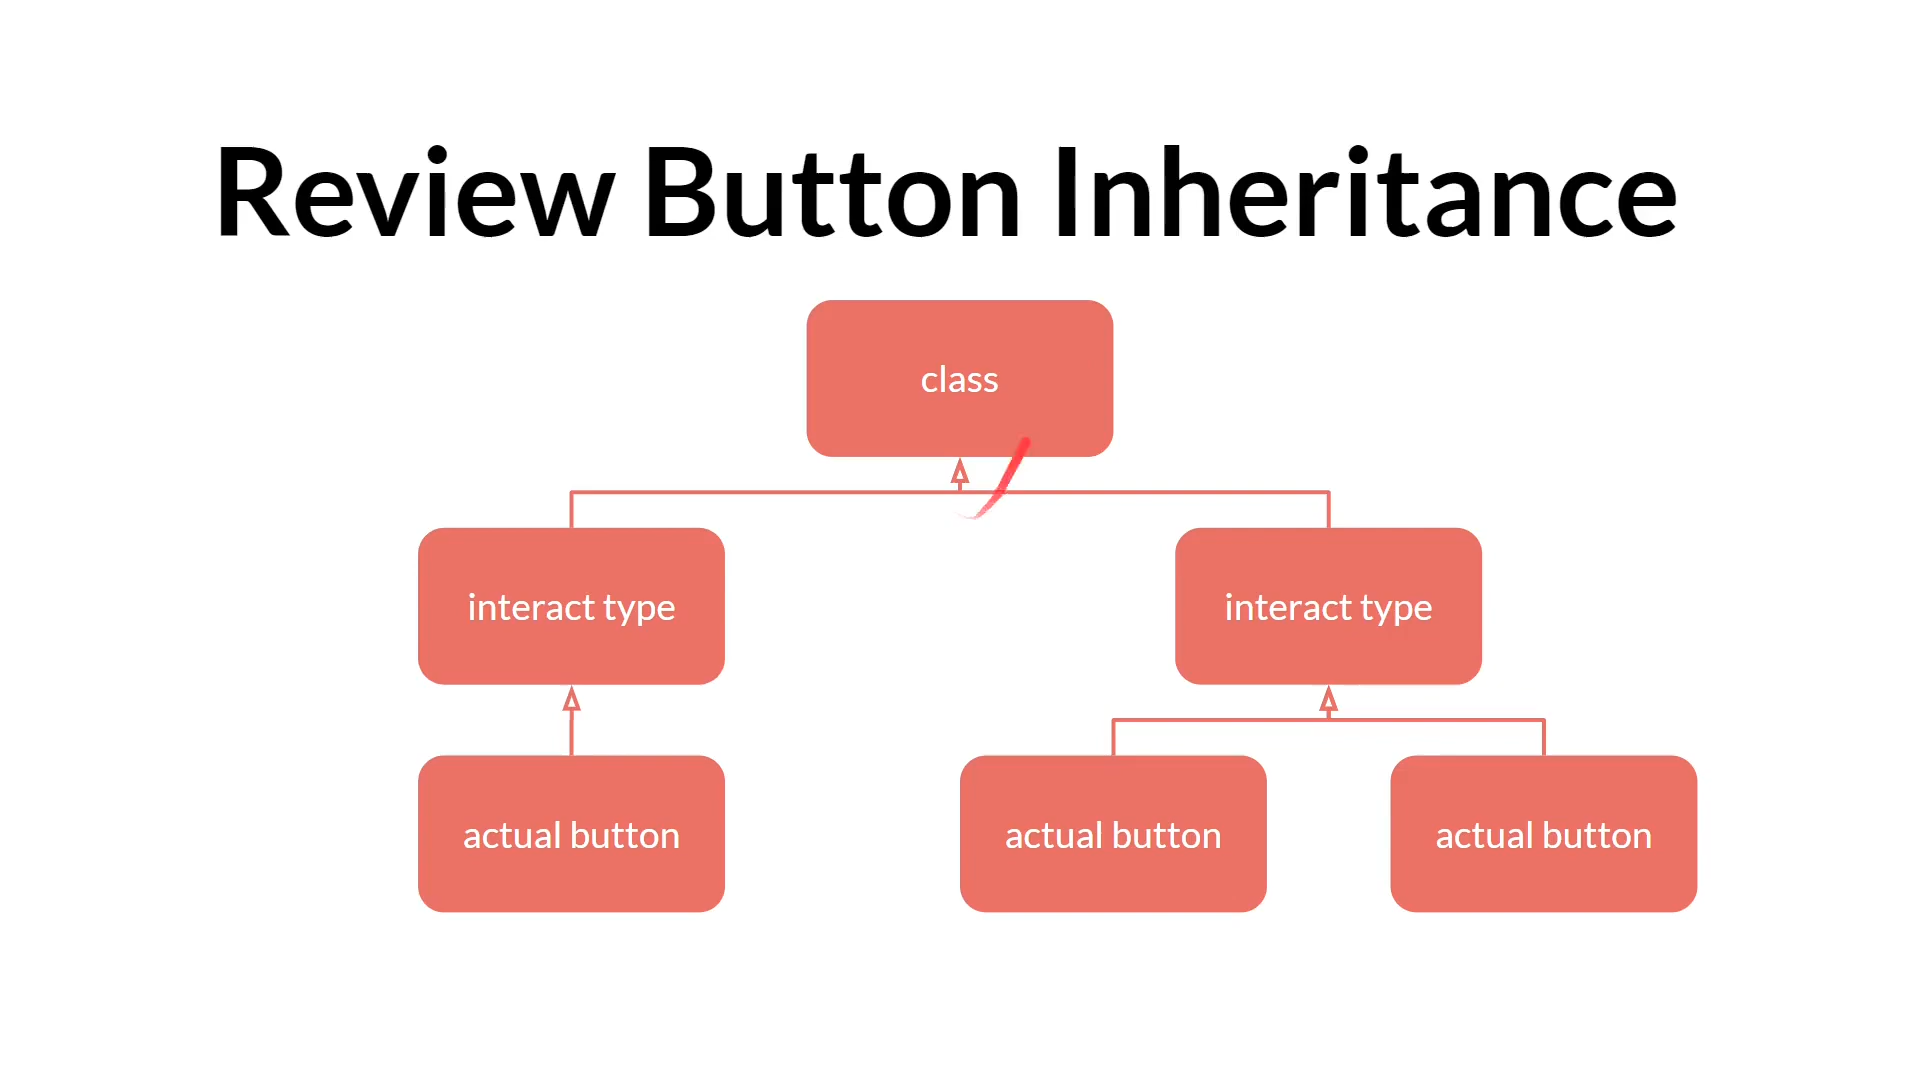 Review Button Inheritance
class
interact type
interact type
actual button
actual button
actual button